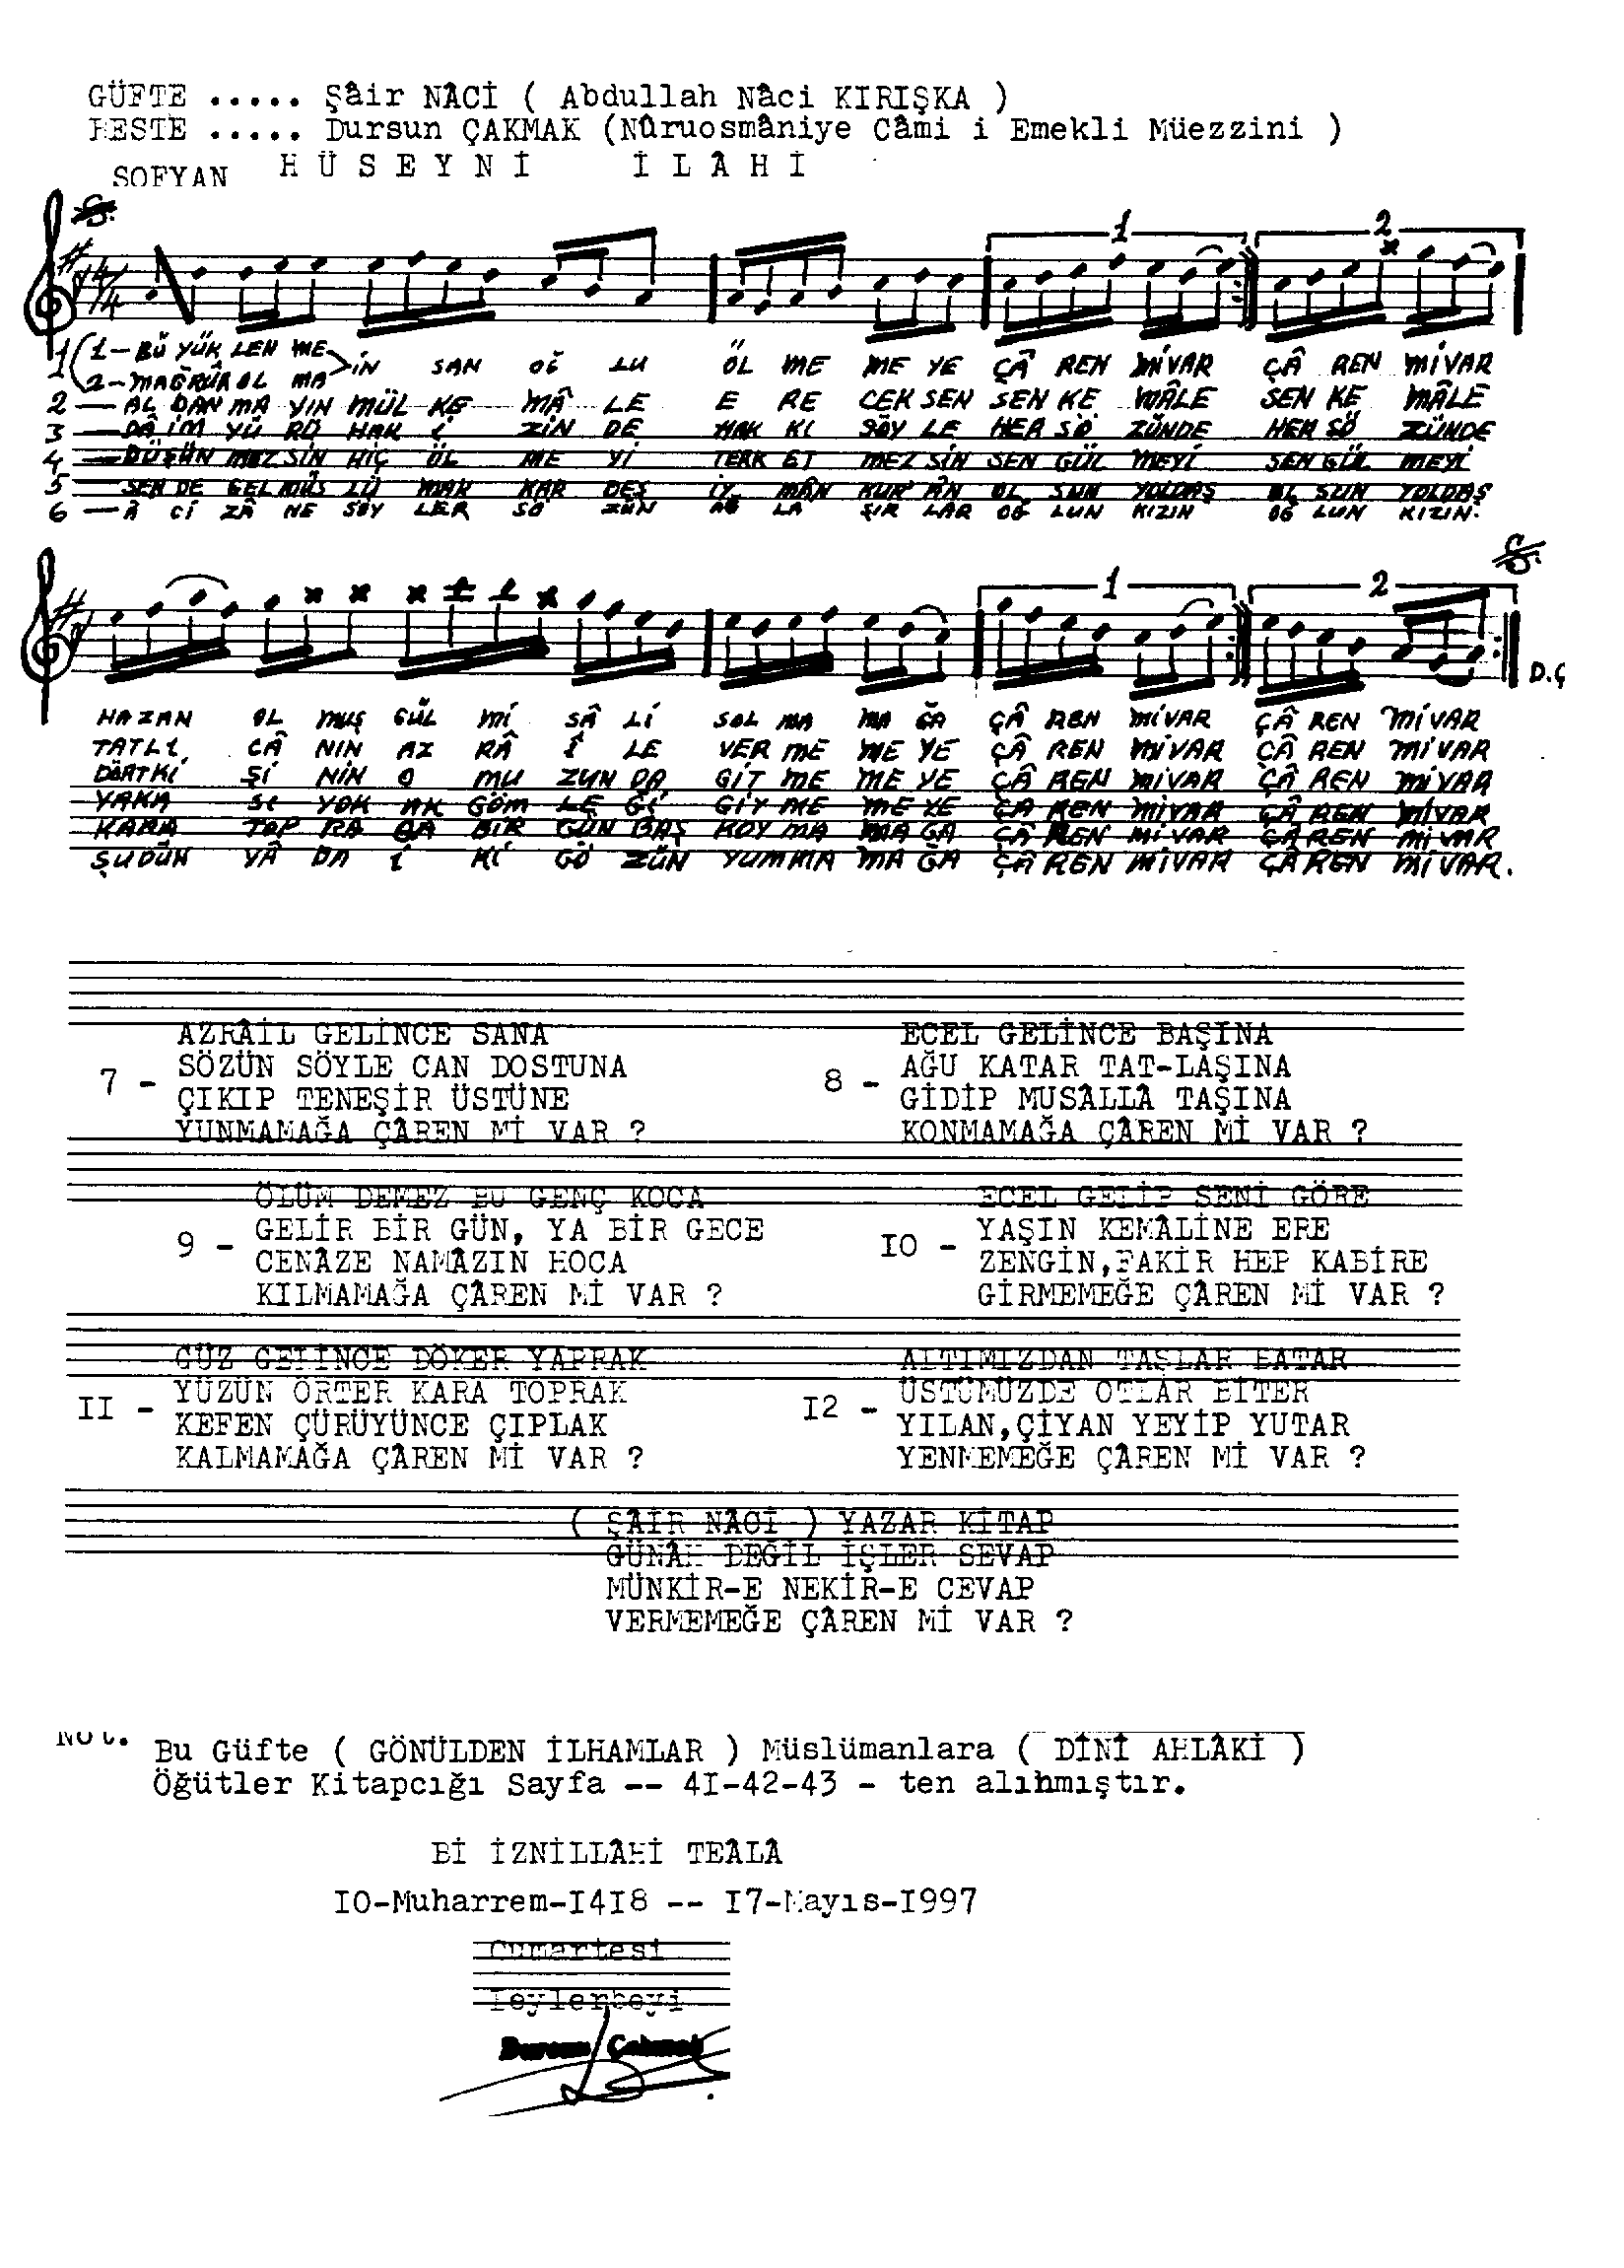 GÜFTE ..... Şâir NÂCİ ( Abdullah Nâci KIRIŞKA )
BESTE ..... Dursun ÇAKMAK (Nûruosmâniye Câmi i Emekli Müezzini )
SOFYAN HÜSEYNİ İLÂHİ
1 2
1 (1- BÜ YÜK LEN ME İN SAN OĞ LU ÖL ME ME YE ÇÂ REN MİVAR ÇÂ REN MİVAR
2- MAĞRÛR OL MA
2 — AL DAN MA YIN MÜL KE MÂ LE E RE CEK SEN SEN KE MÂLE SEN KE MÂLE
3 — DÂ İM YÜ RÜ HAK İ ZİN DE HAK KI SÖY LE HER SÖ ZÜNDE HER SÖ ZÜNDE
4 — DÜŞÜN MEZ SİN HİÇ ÖL ME Yİ TERK ET MEZ SİN SEN GÜL MEYİ SEN GÜL MEYİ
5 — SEN DE GEL MÜS LÜ MAN KAR DEŞ İY MÂN KUR'ÂN OL SUN YOLDAŞ OL SUN YOLDAŞ
6 — Â Cİ ZÂ NE SÖY LER SÖ ZÜN AĞ LA ŞIR LAR OĞ LUN KIZIN OĞ LUN KIZIN.
1 2
D.Ç
HAZAN OL MUŞ GÜL Mİ SÂ Lİ SOL MA MA ĞA ÇÂ REN MİVAR ÇÂ REN MİVAR
TATLI CÂ NIN AZ RÂ İ LE VER ME ME YE ÇÂ REN MİVAR ÇÂ REN MİVAR
DÖRT Kİ Şİ NİN O MU ZUN DA GİT ME ME YE ÇÂ REN MİVAR ÇÂ REN MİVAR
YAKA SI YOK AK GÖM LE Ğİ GİY ME ME YE ÇÂ REN MİVAR ÇÂ REN MİVAR
KARA TOP RA ĞA BİR GÜN BAŞ KOY MA MA ĞA ÇÂ REN MİVAR ÇÂREN MİVAR
ŞU DÜN YÂ DA İ Kİ GÖ ZÜN YUMMA MA ĞA ÇÂ REN MİVAR ÇÂREN MİVAR.
AZRÂİL GELİNCE SANA
7 - SÖZÜN SÖYLE CAN DOSTUNA
ÇIKIP TENEŞİR ÜSTÜNE
YUNMAMAĞA ÇÂREN Mİ VAR ?
ECEL GELİNCE BAŞINA
8 - AĞU KATAR TAT-LAŞINA
GİDİP MUSÂLLÂ TAŞINA
KONMAMAĞA ÇÂREN Mİ VAR ?
ÖLÜM DEMEZ BU GENÇ KOCA
9 - GELİR BİR GÜN, YA BİR GECE
CENÂZE NAMÂZIN HOCA
KILMAMAĞA ÇÂREN Mİ VAR ?
ECEL GELİP SENİ GÖRE
IO - YAŞIN KEMÂLİNE ERE
ZENGİN,FAKİR HEP KABİRE
GİRMEMEĞE ÇÂREN Mİ VAR ?
GÜZ GELİNCE DÖKER YAPRAK
II - YÜZÜN ÖRTER KARA TOPRAK
KEFEN ÇÜRÜYÜNCE ÇIPLAK
KALMAMAĞA ÇÂREN Mİ VAR ?
ALTIMIZDAN TAŞLAR BATAR
I2 - ÜSTÜMÜZDE OTLAR BİTER
YILAN,ÇİYAN YEYİP YUTAR
YENMEMEĞE ÇÂREN Mİ VAR ?
( ŞÂİR NÂCİ ) YAZAR KİTAP
GÜNÂH DEĞİL İŞLER SEVAP
MÜNKİR-E NEKİR-E CEVAP
VERMEMEĞE ÇÂREN Mİ VAR ?
Not. Bu Güfte ( GÖNÜLDEN İLHAMLAR ) Müslümanlara ( DÎNÎ AHLÂKİ )
Öğütler Kitapcığı Sayfa -- 4I-42-43 - ten alıhmıştır.
Bİ İZNİLLÂHİ TEÂLÂ
IO-Muharrem-I4I8 -- I7-Mayıs-I997
Cumartesi
Beylerbeyi
Dursun Çakmak